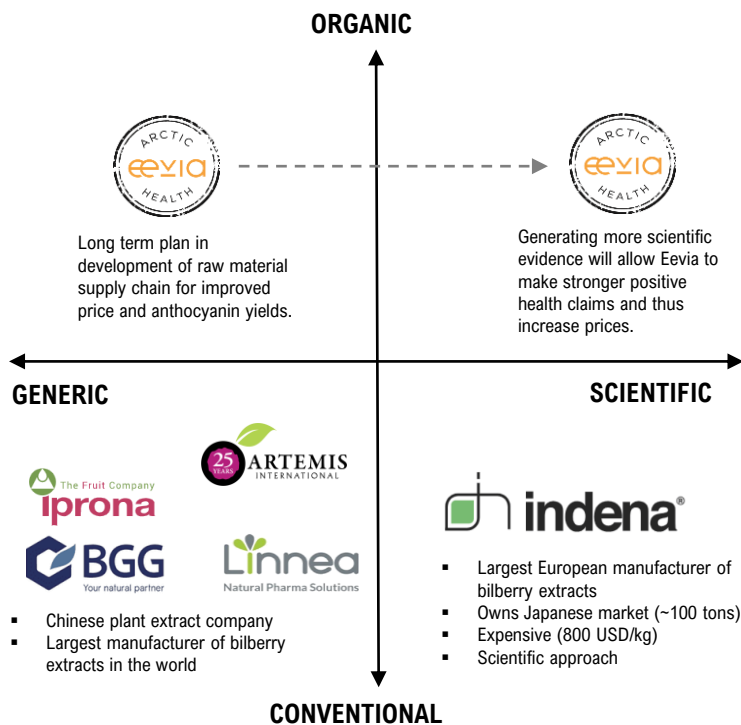 ORGANIC
ARCTIC
eevia
HEALTH
Long term plan in
development of raw material
supply chain for improved
price and anthocyanin yields.
ARCTIC
eevia
HEALTH
Generating more scientific
evidence will allow Eevia to
make stronger positive
health claims and thus
increase prices.
GENERIC
SCIENTIFIC
25
YEARS
ARTEMIS
INTERNATIONAL
The Fruit Company
iprona
BGG
Your natural partner
Linnea
Natural Pharma Solutions
▪ Chinese plant extract company
▪ Largest manufacturer of bilberry
extracts in the world
indena®
▪ Largest European manufacturer of
bilberry extracts
▪ Owns Japanese market (~100 tons)
▪ Expensive (800 USD/kg)
▪ Scientific approach
CONVENTIONAL